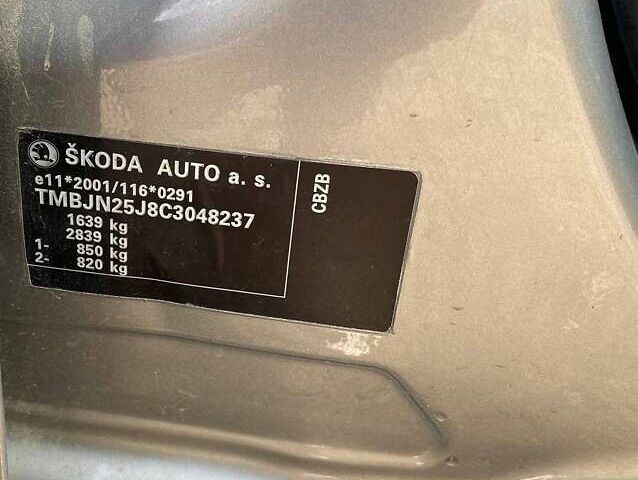 ŠKODA AUTO a. s.
e11*2001/116*0291
TMBJN25J8C3048237
1639 kg
2839 kg
1- 850 kg
2- 820 kg
CBZB